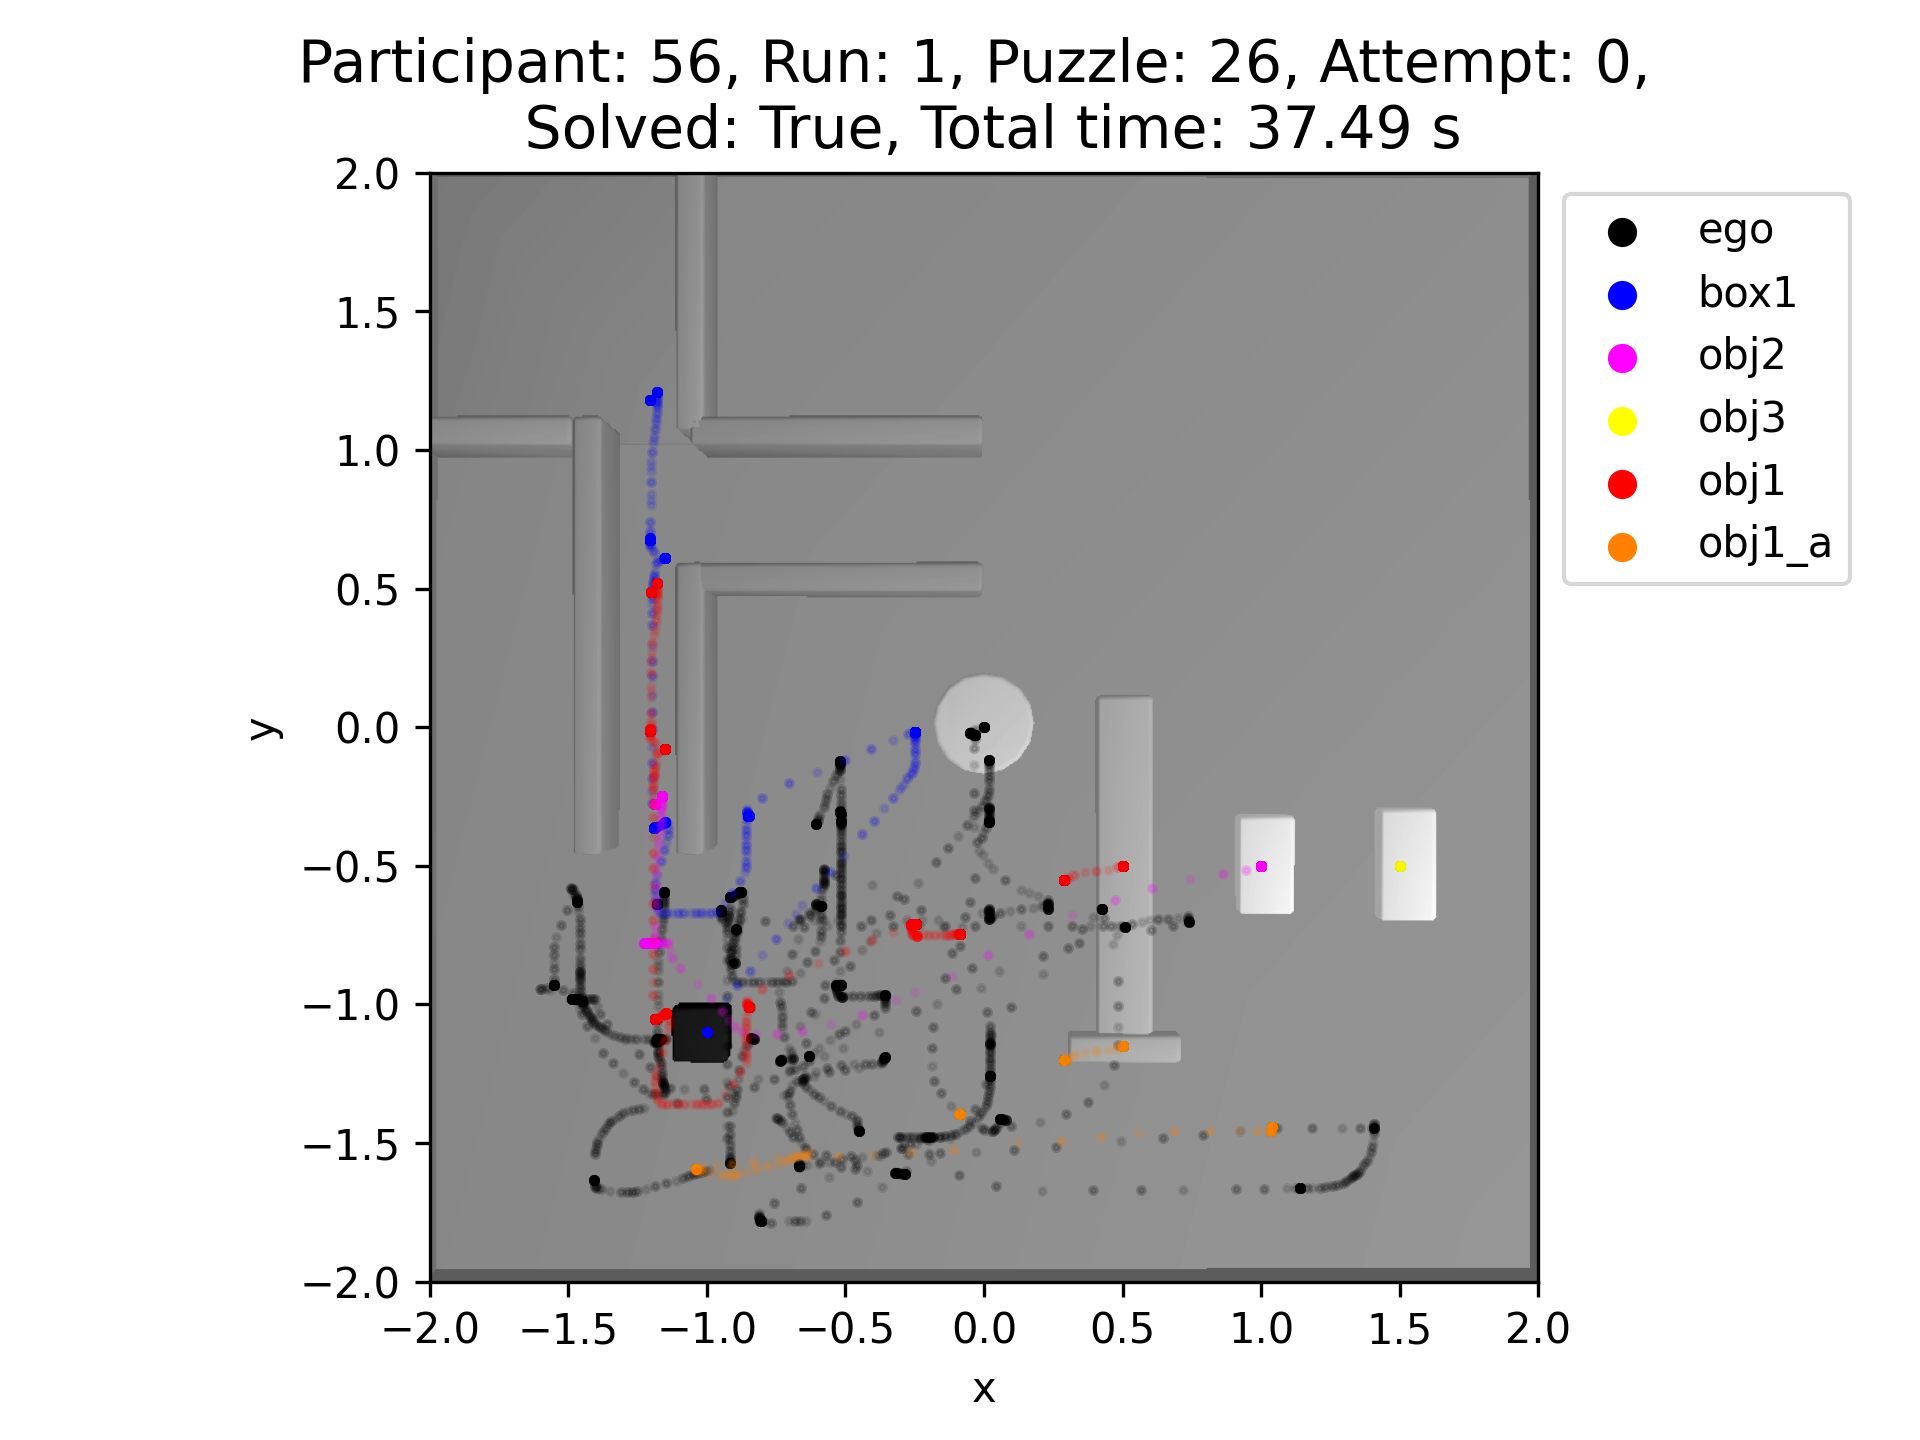 Participant: 56, Run: 1, Puzzle: 26, Attempt: 0,
Solved: True, Total time: 37.49 s
2.0
1.5
1.0
0.5
0.0
−0.5
−1.0
−1.5
−2.0
y
−2.0 −1.5 −1.0 −0.5 0.0 0.5 1.0 1.5 2.0
x
ego
box1
obj2
obj3
obj1
obj1_a